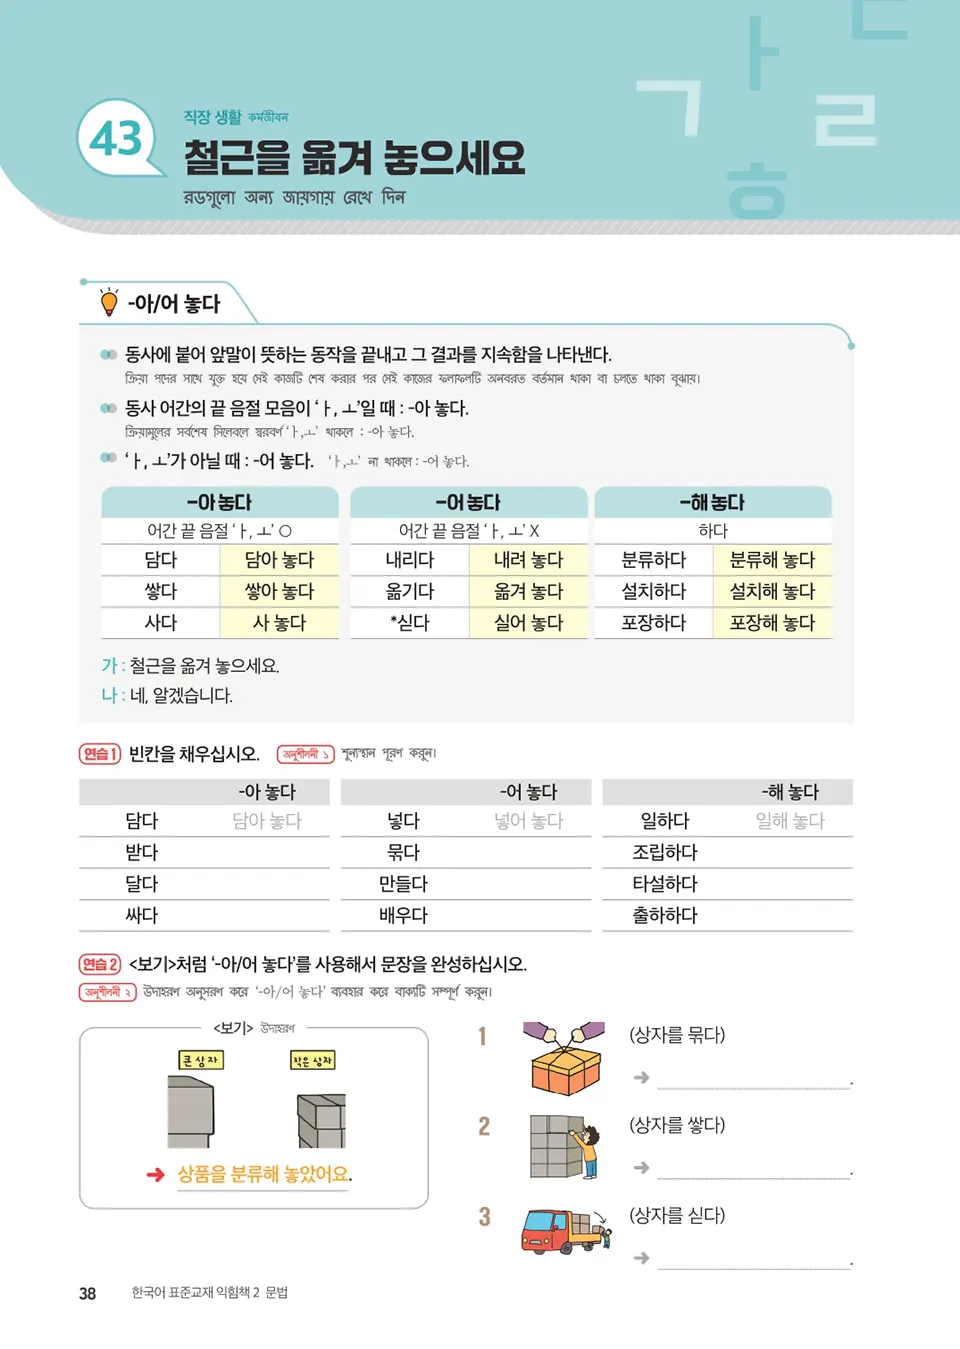 43
직장 생활 কর্মজীবন
철근을 옮겨 놓으세요
রডগুলো অন্য জায়গায় রেখে দিন
-아/어 놓다
동사에 붙어 앞말이 뜻하는 동작을 끝내고 그 결과를 지속함을 나타낸다.
ক্রিয়া পদের সাথে যুক্ত হয়ে সেই কাজটি শেষ করার পর সেই কাজের ফলাফলটি অনবরত বর্তমান থাকা বা চলতে থাকা বুঝায়।
동사 어간의 끝 음절 모음이 ‘ㅏ, ㅗ’일 때 : -아 놓다.
ক্রিয়ামূলের সর্বশেষ সিলেবলে স্বরবর্ণ ‘ㅏ,ㅗ’ থাকলে : -아 놓다.
‘ㅏ, ㅗ’가 아닐 때 : -어 놓다. ‘ㅏ,ㅗ’ না থাকলে : -어 놓다.
-아 놓다 -어 놓다 -해 놓다
어간 끝 음절 ‘ㅏ, ㅗ’ O 어간 끝 음절 ‘ㅏ, ㅗ’ X 하다
담다 담아 놓다 내리다 내려 놓다 분류하다 분류해 놓다
쌓다 쌓아 놓다 옮기다 옮겨 놓다 설치하다 설치해 놓다
사다 사 놓다 *싣다 실어 놓다 포장하다 포장해 놓다
가 : 철근을 옮겨 놓으세요.
나 : 네, 알겠습니다.
연습 1 빈칸을 채우십시오. অনুশীলনী ১ শূন্যস্থান পূরণ করুন।
-아 놓다 -어 놓다 -해 놓다
담다 담아 놓다 넣다 넣어 놓다 일하다 일해 놓다
받다 묶다 조립하다
달다 만들다 타설하다
싸다 배우다 출하하다
연습 2 <보기>처럼 ‘-아/어 놓다’를 사용해서 문장을 완성하십시오.
অনুশীলনী ২ উদাহরণ অনুসরণ করে ‘-아/어 놓다’ ব্যবহার করে বাক্যটি সম্পূর্ণ করুন।
<보기> উদাহরণ
큰 상자 작은 상자
➜ 상품을 분류해 놓았어요.
1 (상자를 묶다)
➜ .
2 (상자를 쌓다)
➜ .
3 (상자를 싣다)
➜ .
38 한국어 표준교재 익힘책 2 문법